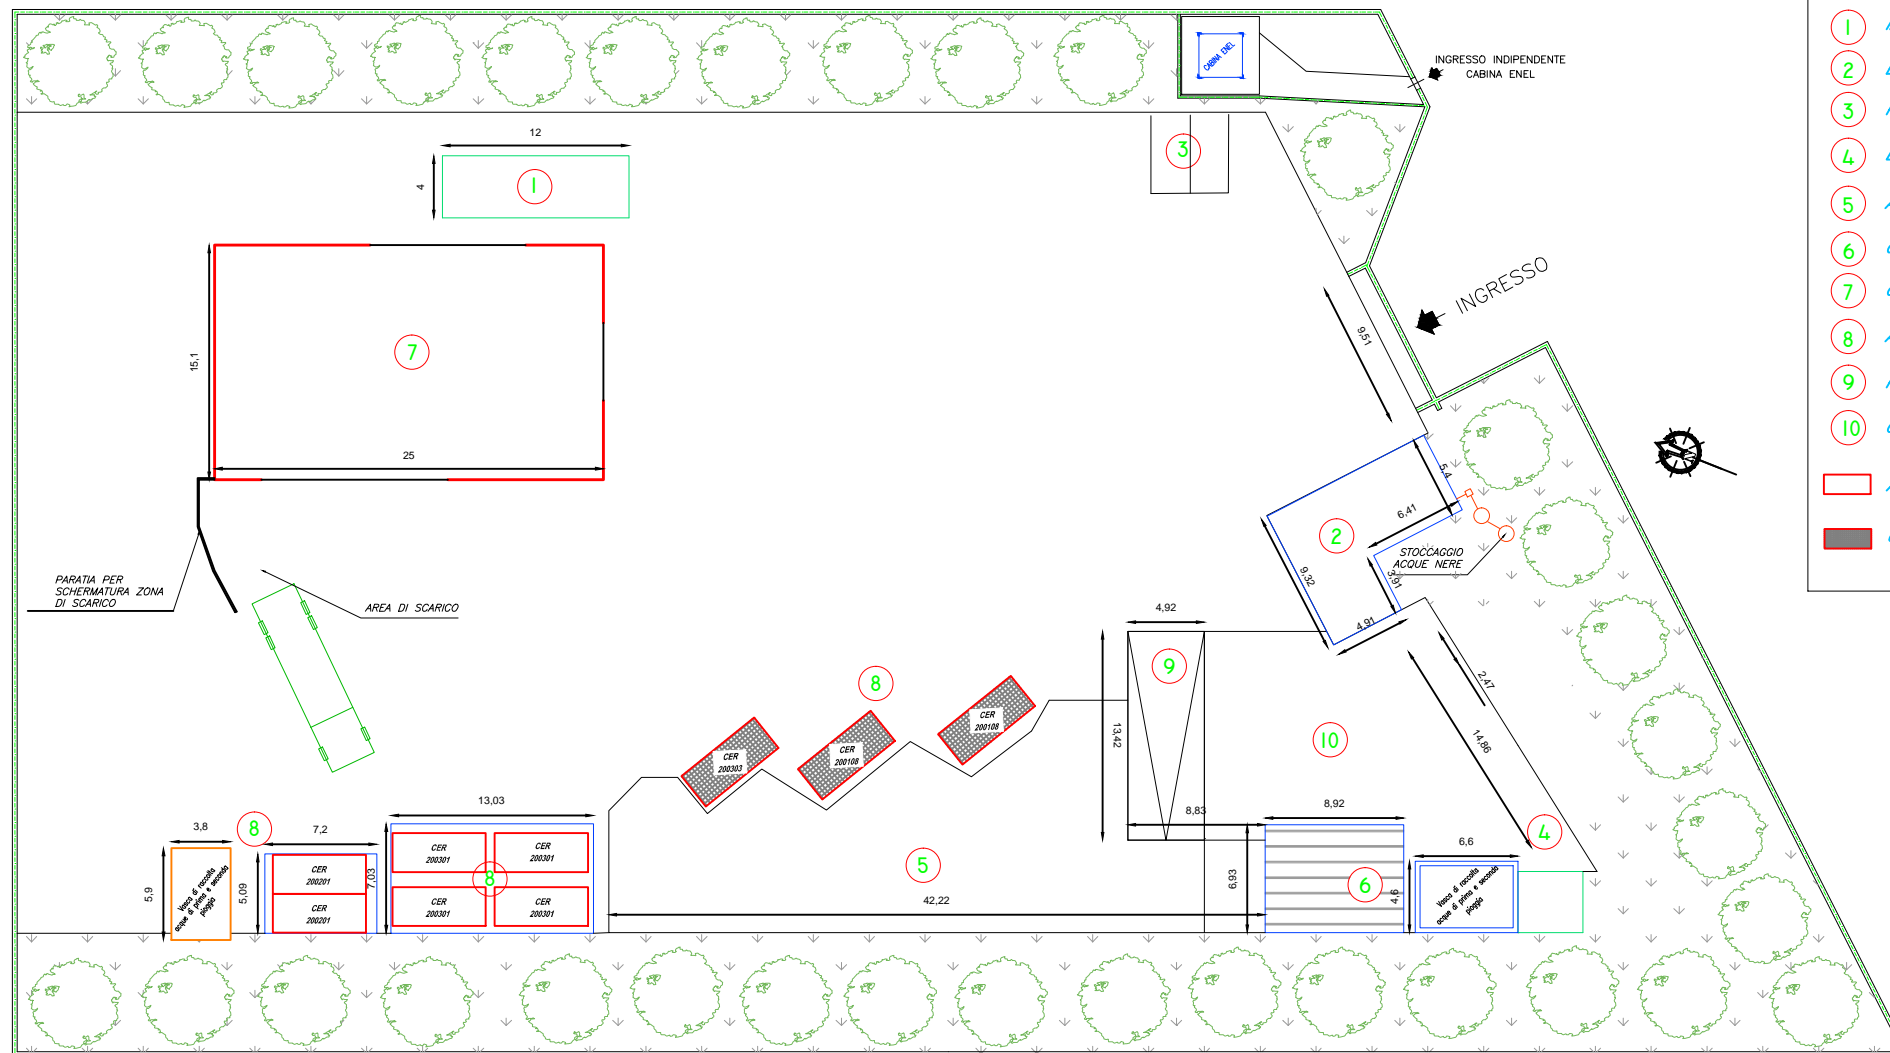 CABINA ENEL
INGRESSO INDIPENDENTE
CABINA ENEL
1
2
3
4
5
6
7
8
9
10
12
4
1
3
INGRESSO
9,51
15,1
7
25
5,4
6,41
2
STOCCAGGIO
ACQUE NERE
9,32
3,91
4,91
PARATIA PER
SCHERMATURA ZONA
DI SCARICO
AREA DI SCARICO
4,92
9
13,42
2,47
14,86
10
8
CER
200303
CER
200108
CER
200108
8,83
8,92
4
3,8
8
7,2
13,03
5,9
Vasca di raccolta
acque di prima e seconda
pioggia
5,09
CER
200201
CER
200201
7,03
CER
200301
CER
200301
8
CER
200301
CER
200301
5
42,22
6,93
6
6,6
4,6
Vasca di raccolta
acque di prima e seconda
pioggia